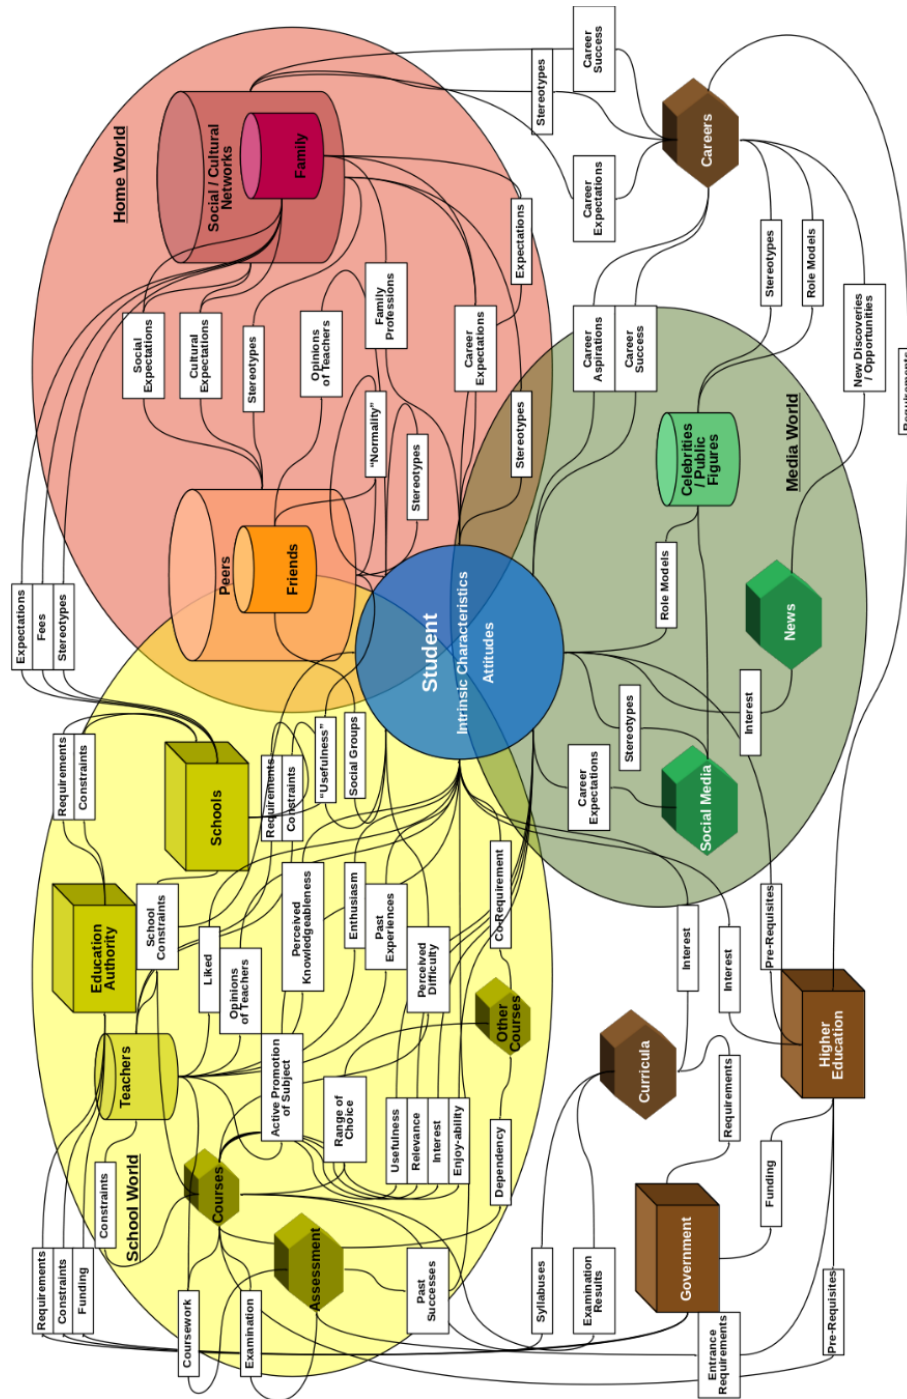 Home World
Social / Cultural
Networks
Family
Career
Success
Stereotypes
Career
Expectations
Expectations
Careers
Social
Expectations
Cultural
Expectations
Stereotypes
Opinions
of Teachers
Family
Professions
Career
Expectations
"Normality"
Stereotypes
Stereotypes
Career
Aspirations
Career
Success
Stereotypes
Role Models
New Discoveries
/ Opportunities
Requirements
Peers
Friends
Media World
Celebrities
/ Public
Figures
Role Models
News
Interest
Stereotypes
Social Media
Career
Expectations
Student
Intrinsic Characteristics
Attitudes
Expectations
Fees
Stereotypes
Requirements
Constraints
Schools
Requirements
Constraints
"Usefulness"
Social Groups
Education
Authority
School
Constraints
Liked
Opinions
of Teachers
Perceived
Knowledgeableness
Enthusiasm
Past
Experiences
Perceived
Difficulty
Co-Requirement
Teachers
Active Promotion
of Subject
Range of
Choice
Other
Courses
Usefulness
Relevance
Interest
Enjoy-ability
Dependency
School World
Constraints
Courses
Assessment
Requirements
Constraints
Funding
Coursework
Examination
Past
Successes
Interest
Interest
Pre-Requisites
Curricula
Higher
Education
Requirements
Syllabuses
Examination
Results
Government
Funding
Entrance
Requirements
Pre-Requisites